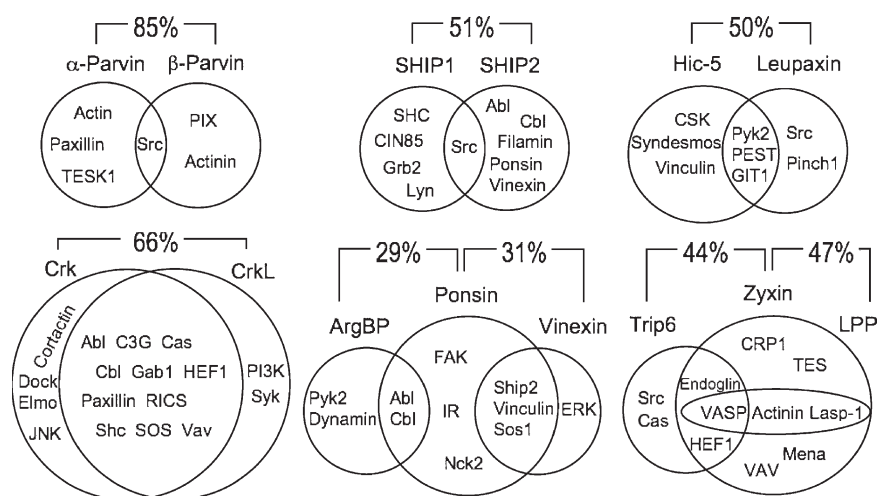 85%
α-Parvin β-Parvin
Actin
Paxillin
TESK1
Src
PIX
Actinin
51%
SHIP1 SHIP2
SHC
CIN85
Grb2
Lyn
Src
Abl
Cbl
Filamin
Ponsin
Vinexin
50%
Hic-5 Leupaxin
CSK
Syndesmos
Vinculin
Pyk2
PEST
GIT1
Src
Pinch1
66%
Crk CrkL
Cortactin
Dock
Elmo
JNK
Abl C3G Cas
Cbl Gab1 HEF1
Paxillin RICS
Shc SOS Vav
PI3K
Syk
29% 31%
Ponsin
ArgBP Vinexin
Pyk2
Dynamin
Abl
Cbl
FAK
IR
Nck2
Ship2
Vinculin
Sos1
ERK
44% 47%
Zyxin
Trip6 LPP
Src
Cas
Endoglin
VASP
HEF1
CRP1
TES
Actinin Lasp-1
Mena
VAV